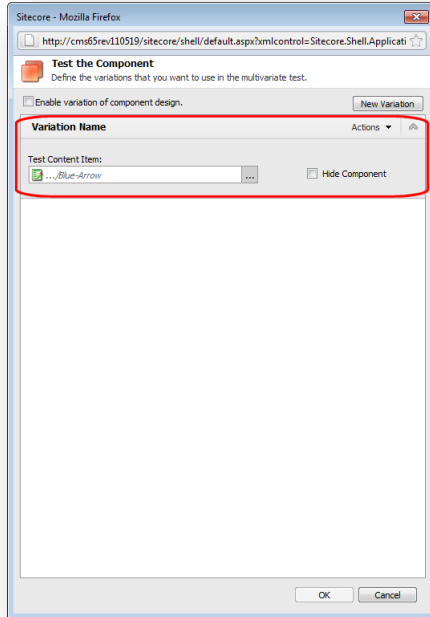 Sitecore - Mozilla Firefox
http://cms65rev110519/sitecore/shell/default.aspx?xmlcontrol=Sitecore.Shell.Applicati
Test the Component
Define the variations that you want to use in the multivariate test.
Enable variation of component design.
New Variation
Variation Name
Actions
Test Content Item:
.../Blue-Arrow
...
Hide Component
OK
Cancel